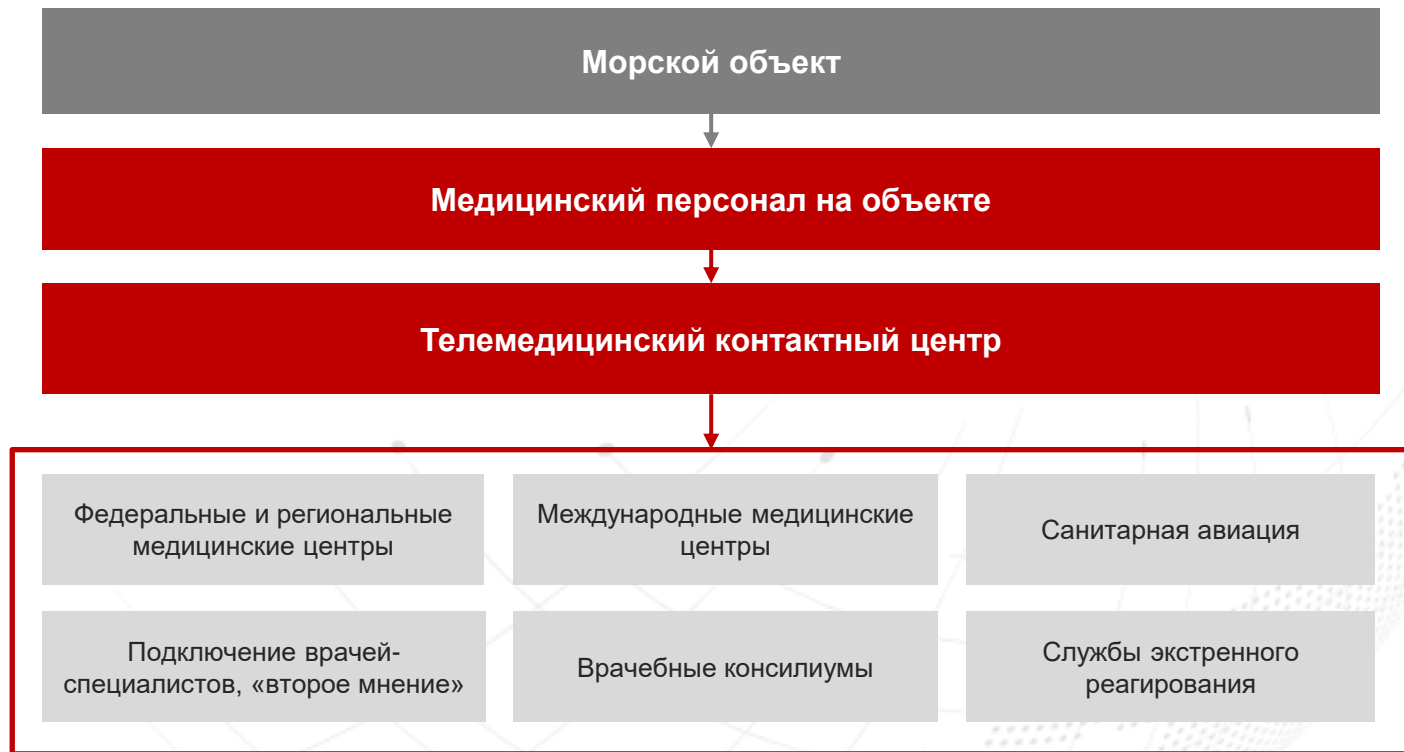 Морской объект
Медицинский персонал на объекте
Телемедицинский контактный центр
Федеральные и региональные
медицинские центры
Международные медицинские
центры
Санитарная авиация
Подключение врачей-
специалистов, «второе мнение»
Врачебные консилиумы
Службы экстренного
реагирования